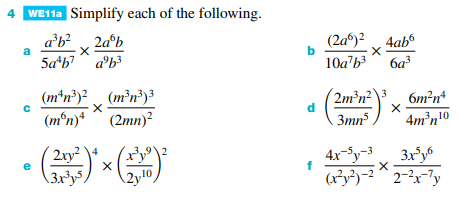 4 WE11a Simplify each of the following.
a a³b²/5a⁴b⁷ × 2a⁶b/a⁹b³
b (2a⁶)²/10a⁷b³ × 4ab⁶/6a³
c (m⁴n³)²/(m⁶n)⁴ × (m³n³)³/(2mn)²
d (2m³n²/3mn⁵)³ × 6m²n⁴/4m³n¹⁰
e (2xy²/3x³y⁵)⁴ × (x³y⁹/2y¹⁰)²
f 4x⁻⁵y⁻³/(x²y²)⁻² × 3x⁵y⁶/2⁻²x⁻⁷y